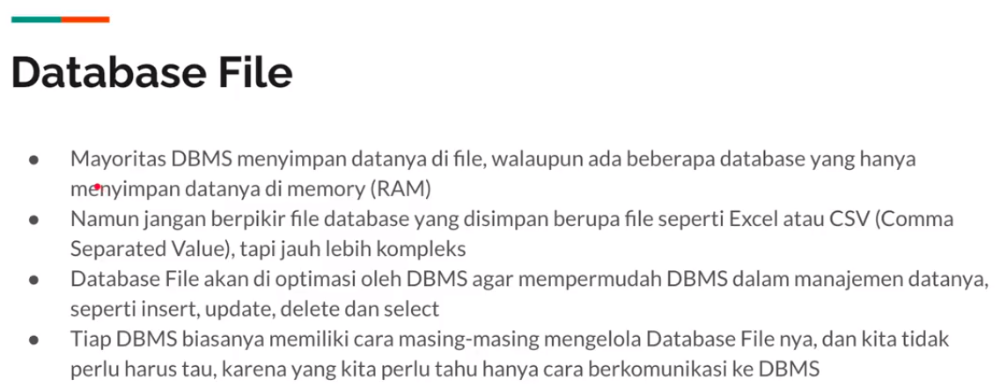 Database File
● Mayoritas DBMS menyimpan datanya di file, walaupun ada beberapa database yang hanya
menyimpan datanya di memory (RAM)
● Namun jangan berpikir file database yang disimpan berupa file seperti Excel atau CSV (Comma
Separated Value), tapi jauh lebih kompleks
● Database File akan di optimasi oleh DBMS agar mempermudah DBMS dalam manajemen datanya,
seperti insert, update, delete dan select
● Tiap DBMS biasanya memiliki cara masing-masing mengelola Database File nya, dan kita tidak
perlu harus tau, karena yang kita perlu tahu hanya cara berkomunikasi ke DBMS